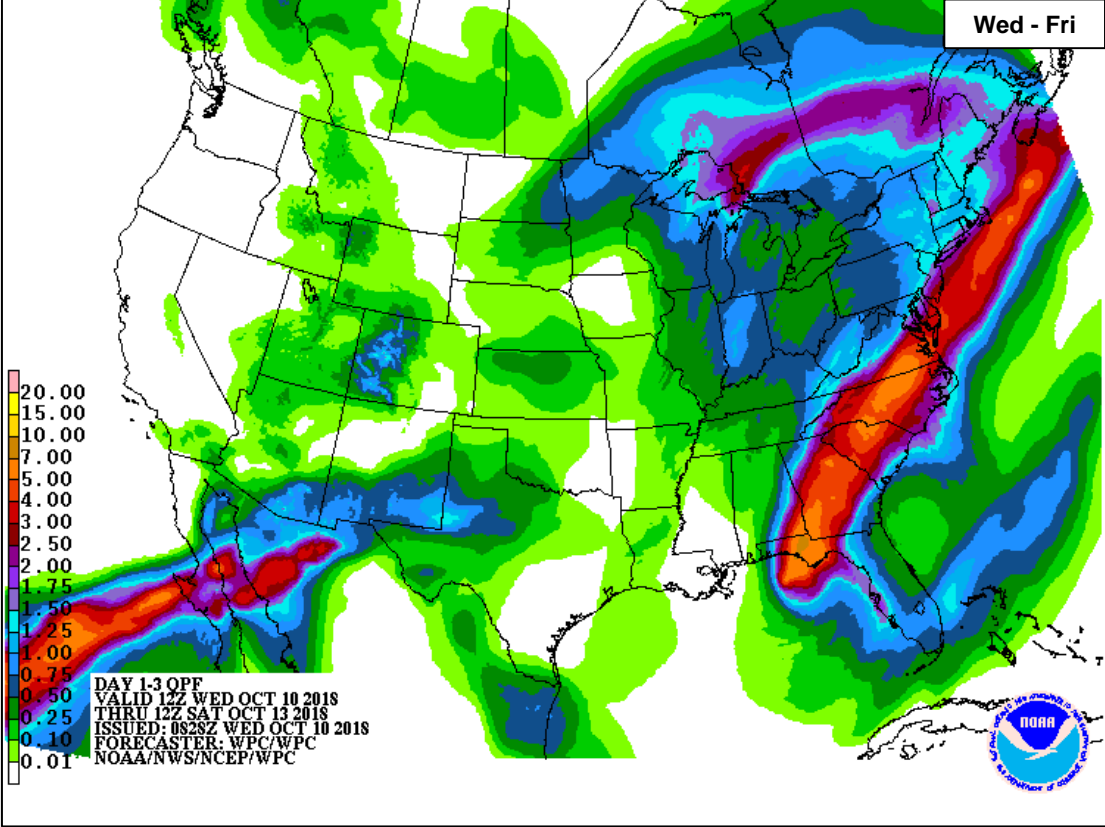 Wed - Fri
20.00
15.00
10.00
7.00
5.00
4.00
3.00
2.50
2.00
1.75
1.50
1.25
1.00
0.75
0.50
0.25
0.10
0.01
DAY 1-3 QPF
VALID 12Z WED OCT 10 2018
THRU 12Z SAT OCT 13 2018
ISSUED: 0828Z WED OCT 10 2018
FORECASTER: WPC/WPC
NOAA/NWS/NCEP/WPC
NOAA